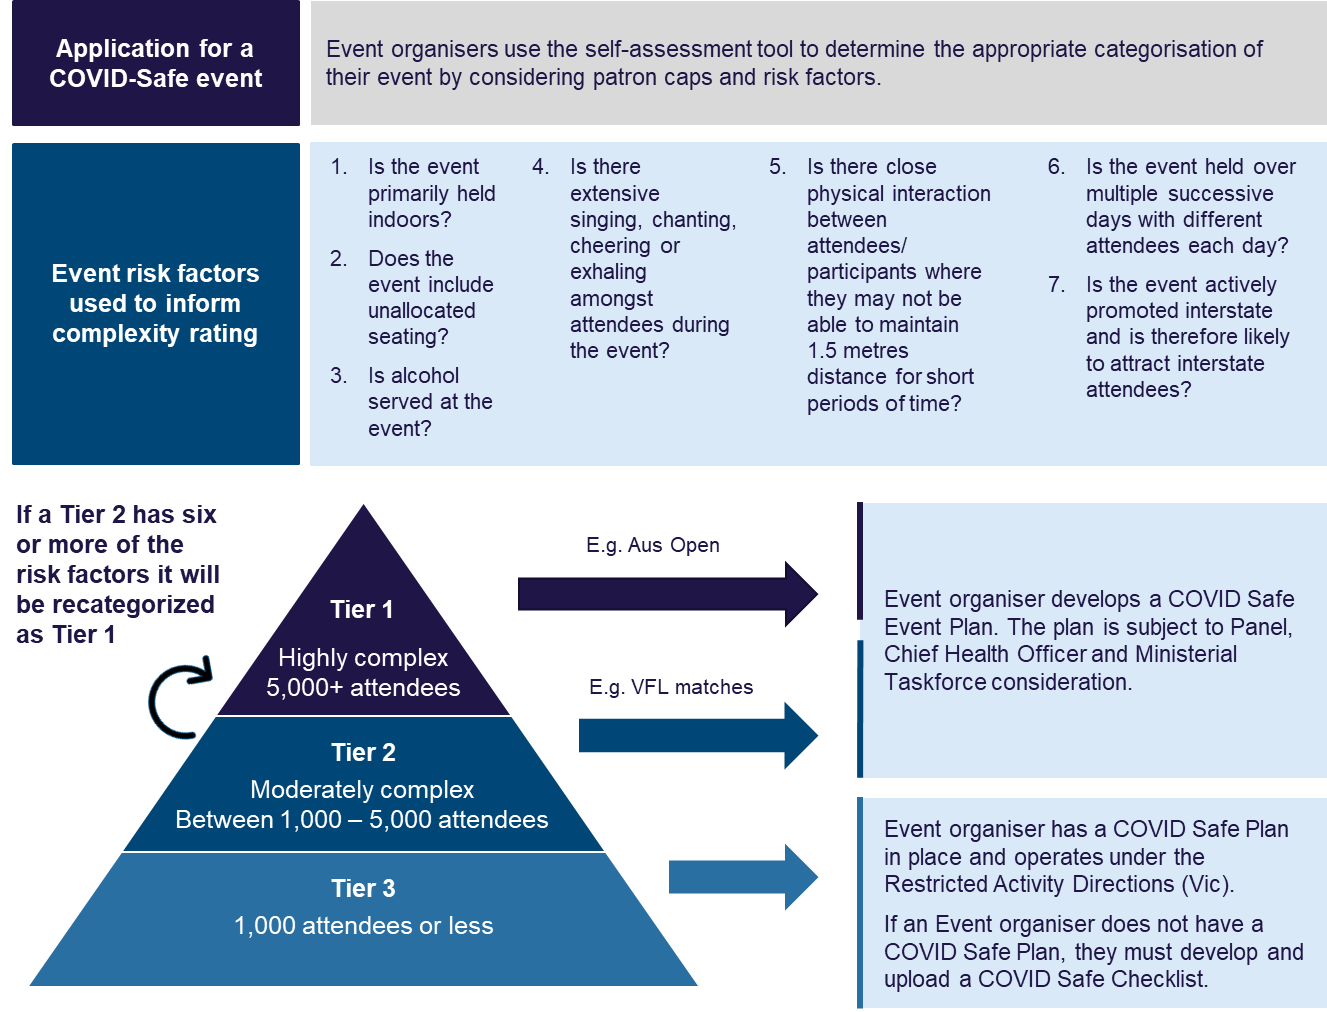 Application for a
COVID-Safe event
Event organisers use the self-assessment tool to determine the appropriate categorisation of
their event by considering patron caps and risk factors.
Event risk factors
used to inform
complexity rating
1. Is the event
primarily held
indoors?
2. Does the
event include
unallocated
seating?
3. Is alcohol
served at the
event?
4. Is there
extensive
singing, chanting,
cheering or
exhaling
amongst
attendees during
the event?
5. Is there close
physical interaction
between
attendees/
participants where
they may not be
able to maintain
1.5 metres
distance for short
periods of time?
6. Is the event held over
multiple successive
days with different
attendees each day?
7. Is the event actively
promoted interstate
and is therefore likely
to attract interstate
attendees?
If a Tier 2 has six
or more of the
risk factors it will
be recategorized
as Tier 1
Tier 1
Highly complex
5,000+ attendees
E.g. Aus Open
Tier 2
Moderately complex
Between 1,000 – 5,000 attendees
E.g. VFL matches
Event organiser develops a COVID Safe
Event Plan. The plan is subject to Panel,
Chief Health Officer and Ministerial
Taskforce consideration.
Tier 3
1,000 attendees or less
Event organiser has a COVID Safe Plan
in place and operates under the
Restricted Activity Directions (Vic).
If an Event organiser does not have a
COVID Safe Plan, they must develop and
upload a COVID Safe Checklist.